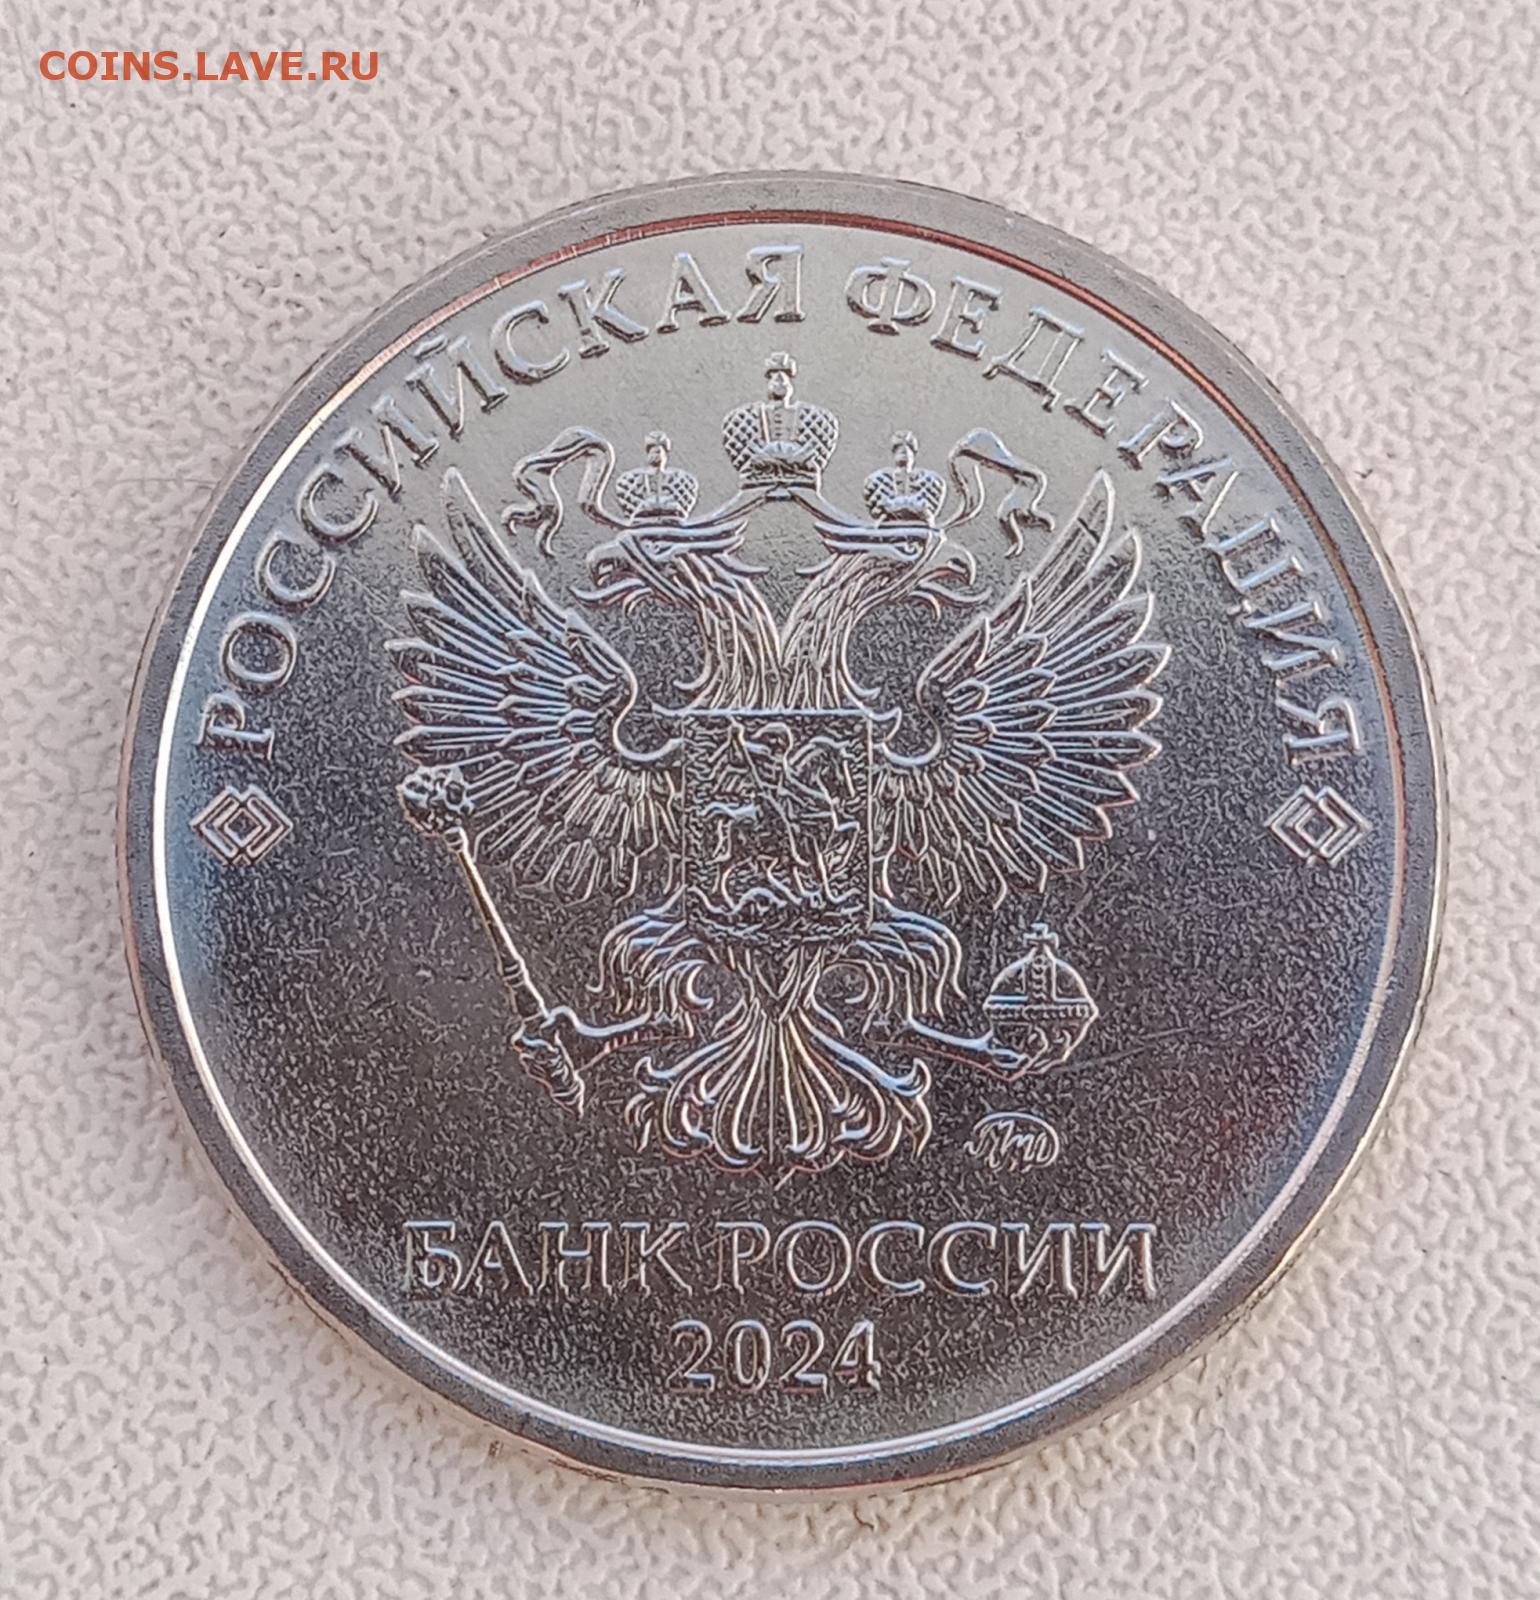 COINS.LAVE.RU
РОССИЙСКАЯ ФЕДЕРАЦИЯ
ММД
БАНК РОССИИ
2024